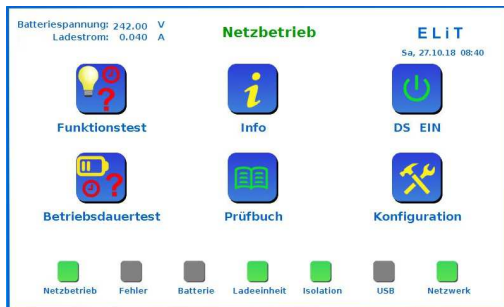 Batteriespannung: 242.00 V
Ladestrom: 0.040 A
Netzbetrieb
ELiT
Sa, 27.10.18 08:40
Funktionstest
Info
DS EIN
Betriebsdauertest
Prüfbuch
Konfiguration
Netzbetrieb Fehler Batterie Ladeeinheit Isolation USB Netzwerk